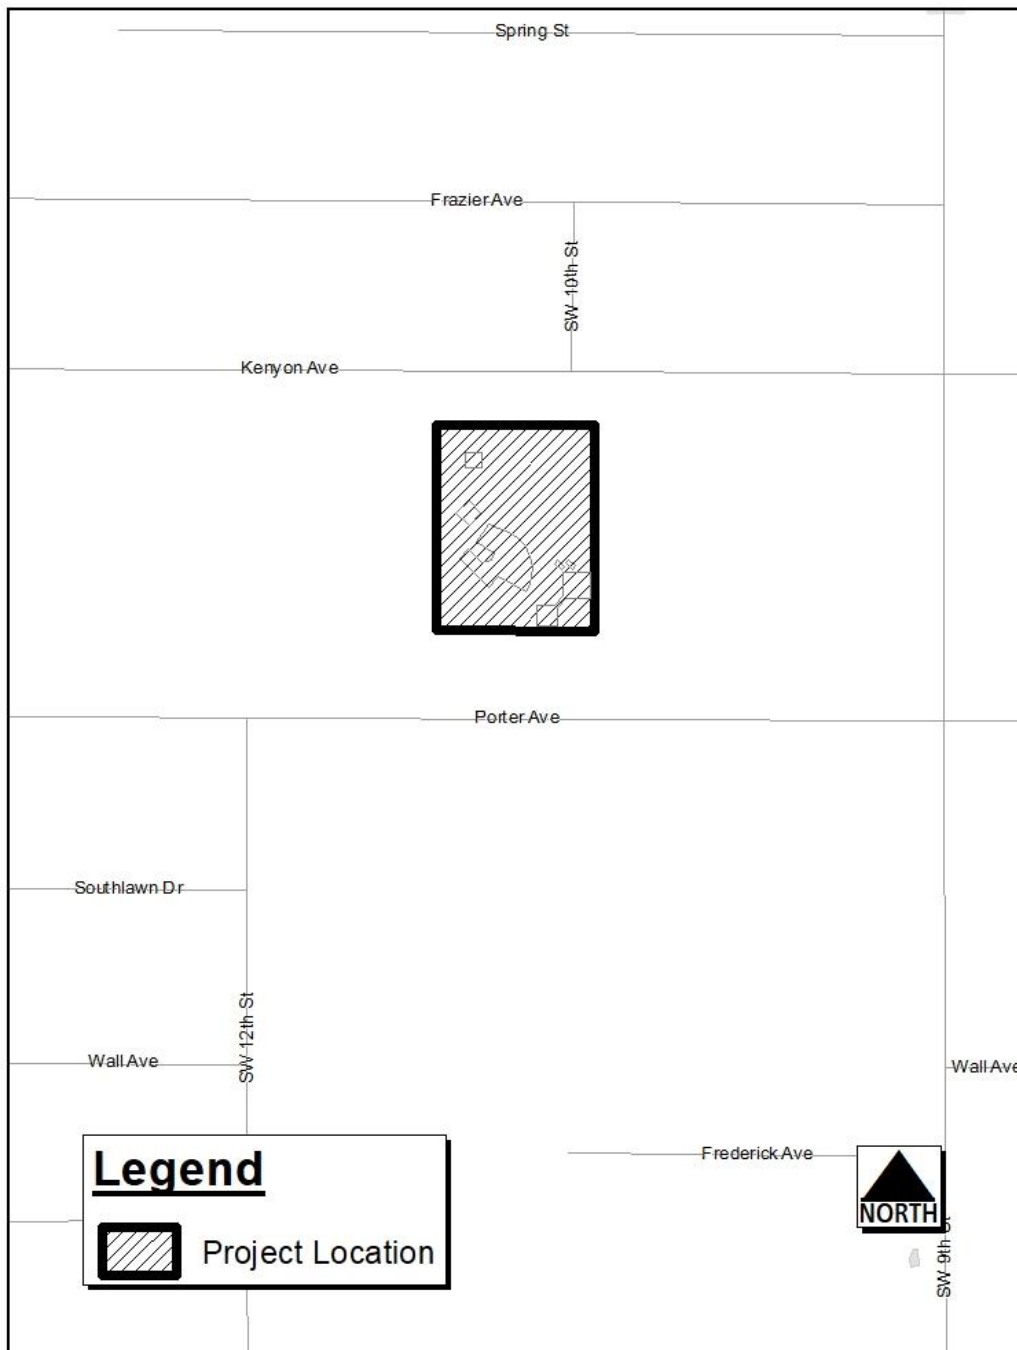 Spring St
Frazier Ave
SW 10th St
Kenyon Ave
Porter Ave
Southlawn Dr
SW 12th St
Wall Ave
Wall Ave
Frederick Ave
Legend
Project Location
NORTH
SW 9th St